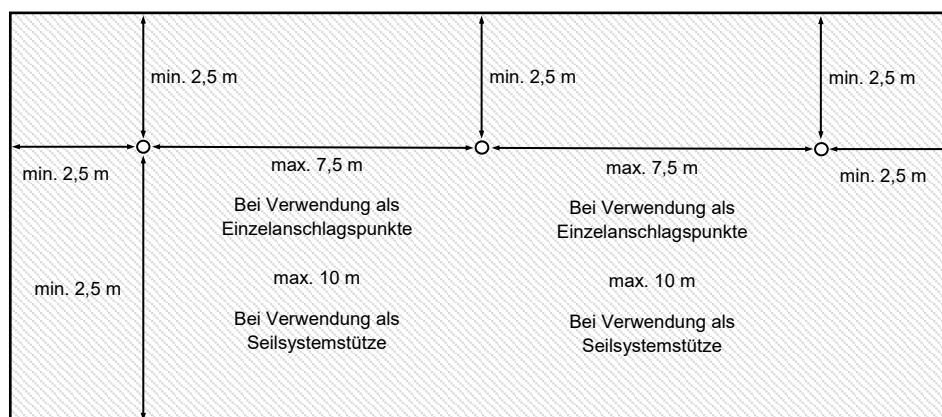 min. 2,5 m
min. 2,5 m
min. 2,5 m
min. 2,5 m
max. 7,5 m
max. 7,5 m
min. 2,5 m
Bei Verwendung als
Einzelanschlagspunkte
Bei Verwendung als
Einzelanschlagspunkte
min. 2,5 m
max. 10 m
max. 10 m
Bei Verwendung als
Seilsystemstütze
Bei Verwendung als
Seilsystemstütze